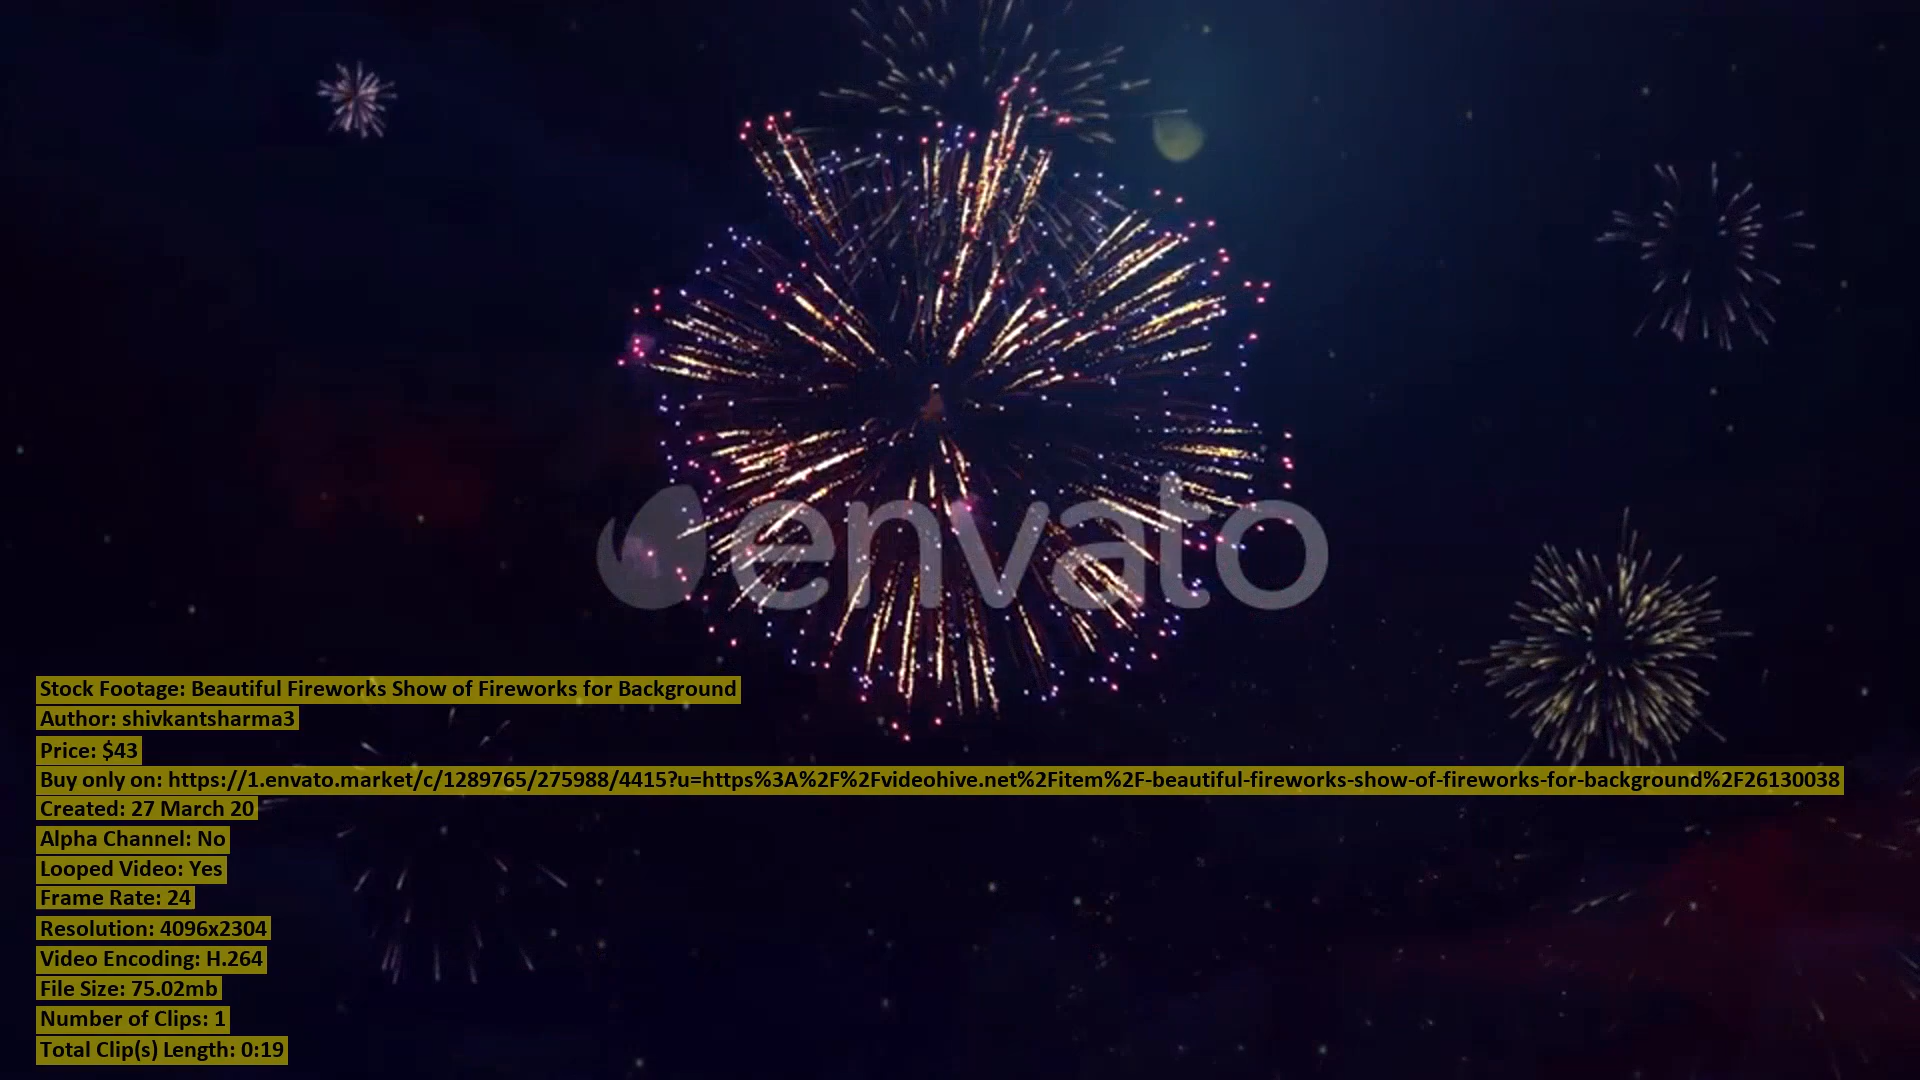 envato
Stock Footage: Beautiful Fireworks Show of Fireworks for Background
Author: shivkantsharma3
Price: $43
Buy only on: https://1.envato.market/c/1289765/275988/4415?u=https%3A%2F%2Fvideohive.net%2Fitem%2F-beautiful-fireworks-show-of-fireworks-for-background%2F26130038
Created: 27 March 20
Alpha Channel: No
Looped Video: Yes
Frame Rate: 24
Resolution: 4096x2304
Video Encoding: H.264
File Size: 75.02mb
Number of Clips: 1
Total Clip(s) Length: 0:19